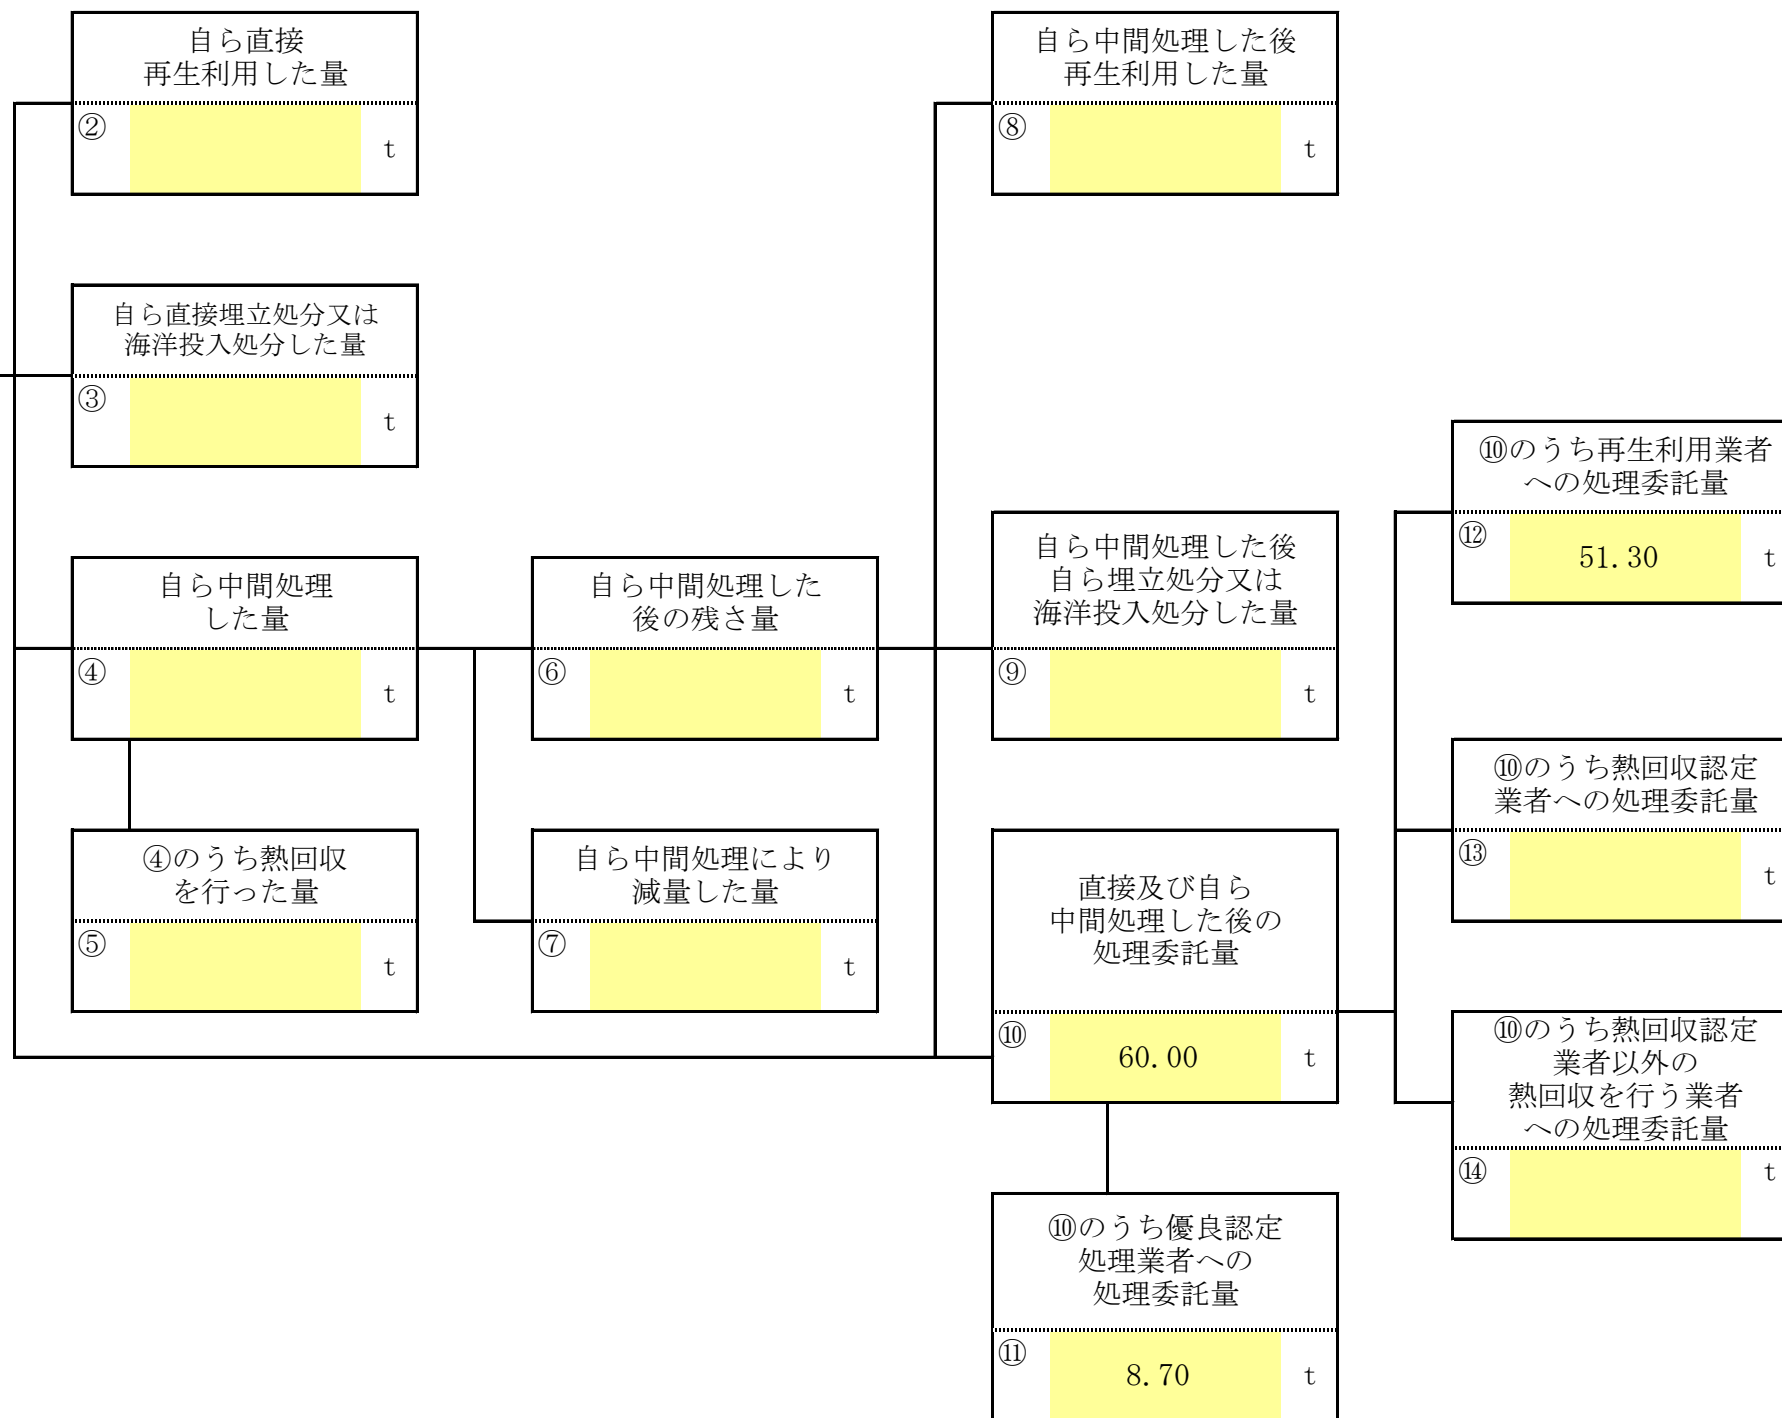 自ら直接
再生利用した量
②
t
自ら直接埋立処分又は
海洋投入処分した量
③
t
自ら中間処理
した量
④
t
④のうち熱回収
を行った量
⑤
t
自ら中間処理した
後の残さ量
⑥
t
自ら中間処理により
減量した量
⑦
t
自ら中間処理した後
再生利用した量
⑧
t
自ら中間処理した後
自ら埋立処分又は
海洋投入処分した量
⑨
t
直接及び自ら
中間処理した後の
処理委託量
⑩ 60.00 t
⑩のうち優良認定
処理業者への
処理委託量
⑪ 8.70 t
⑩のうち再生利用業者
への処理委託量
⑫ 51.30 t
⑩のうち熱回収認定
業者への処理委託量
⑬
t
⑩のうち熱回収認定
業者以外の
熱回収を行う業者
への処理委託量
⑭
t